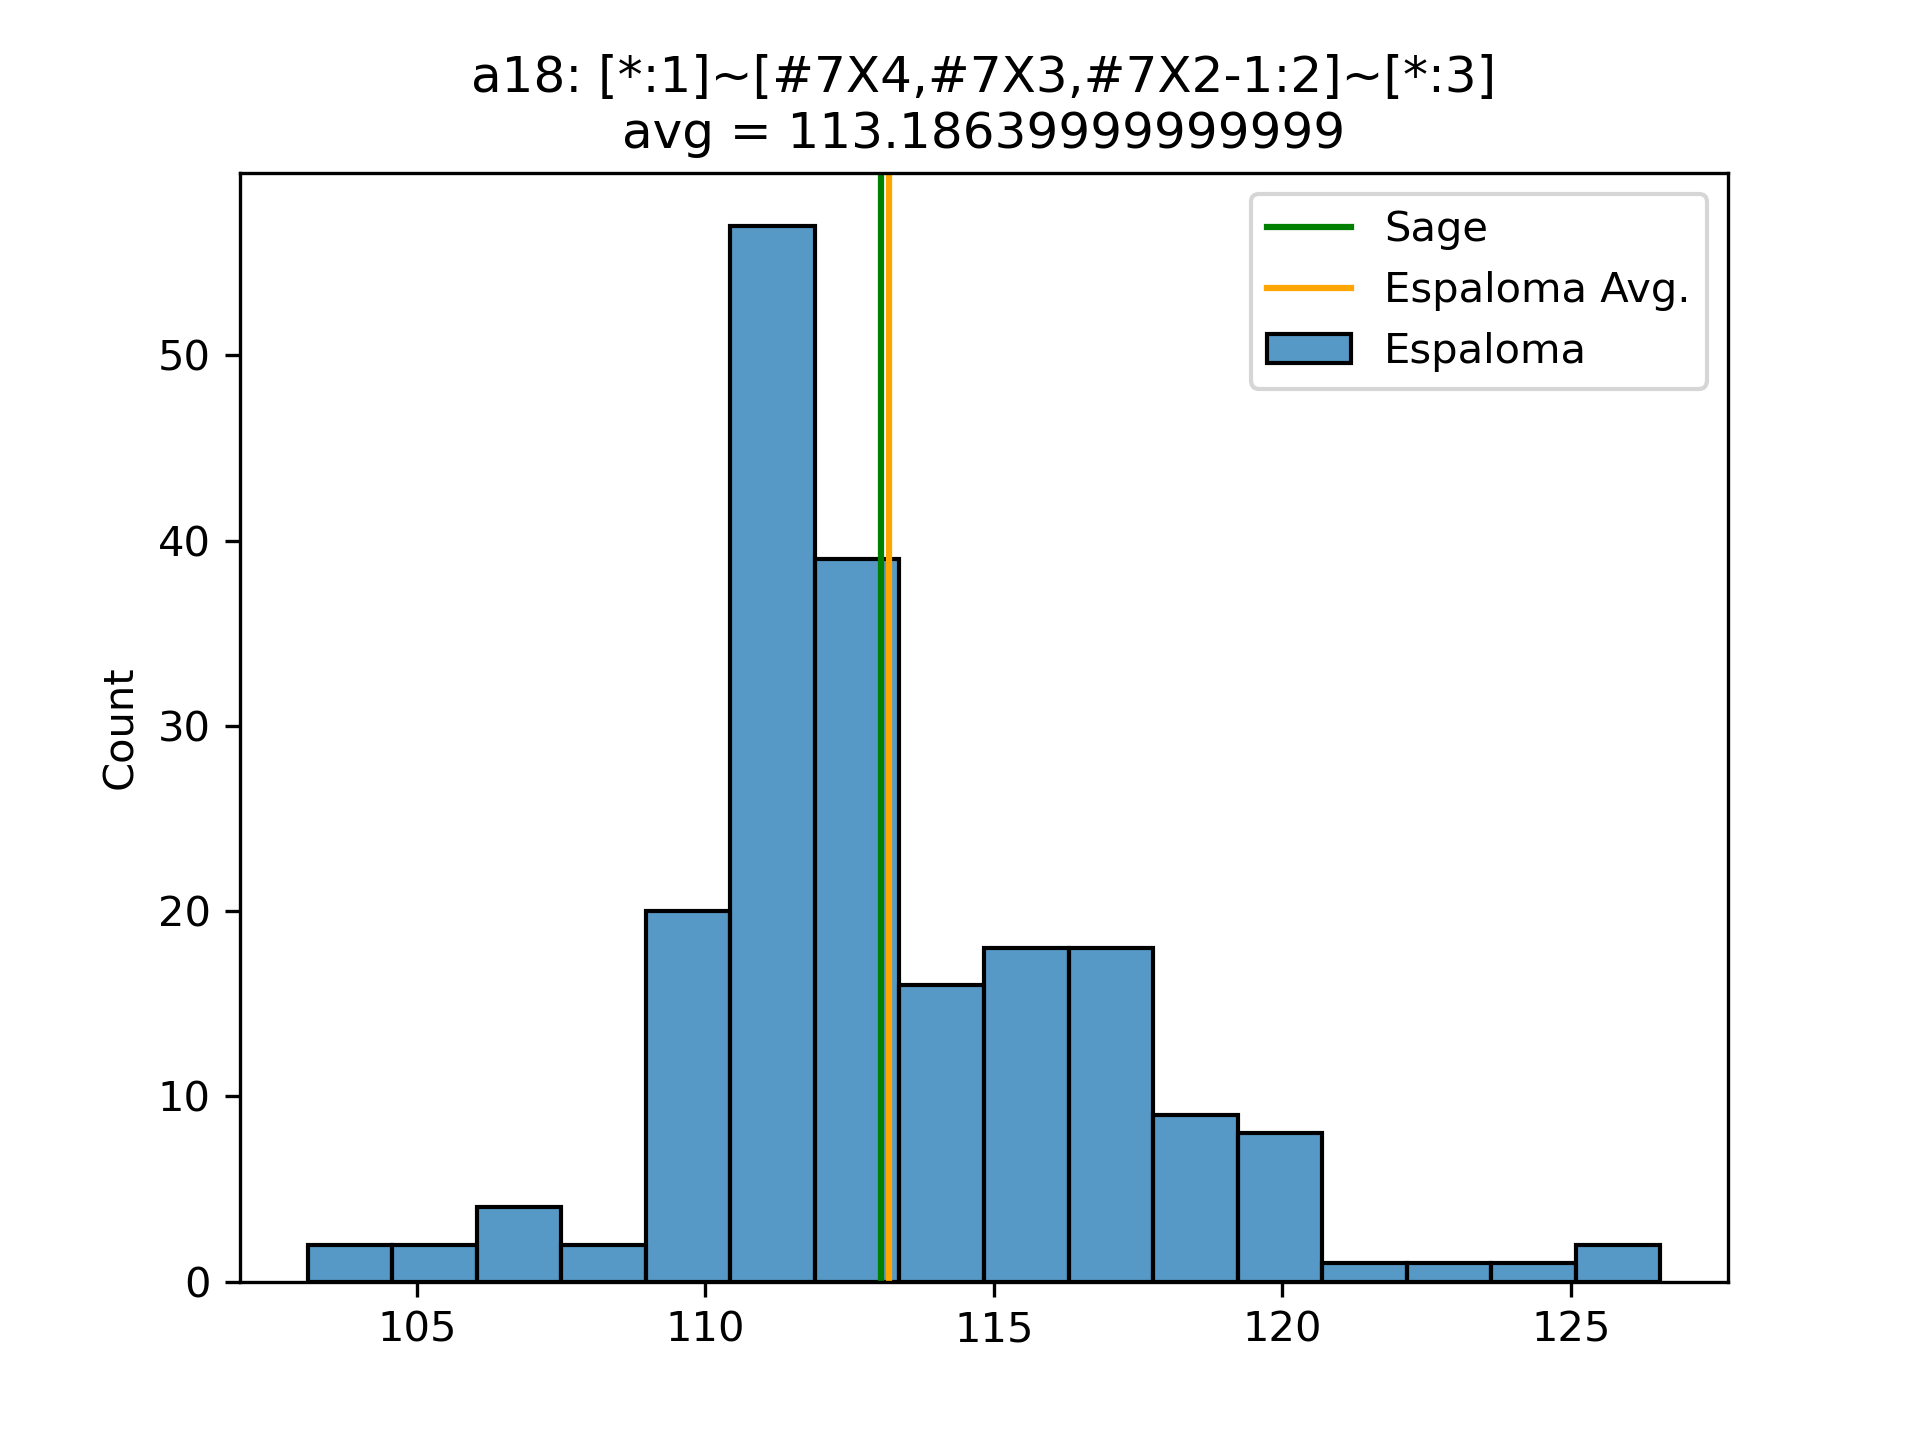 a18: [*:1]~[#7X4,#7X3,#7X2-1:2]~[*:3]
avg = 113.18639999999999
Sage
Espaloma Avg.
Espaloma
Count
50
40
30
20
10
0
105 110 115 120 125